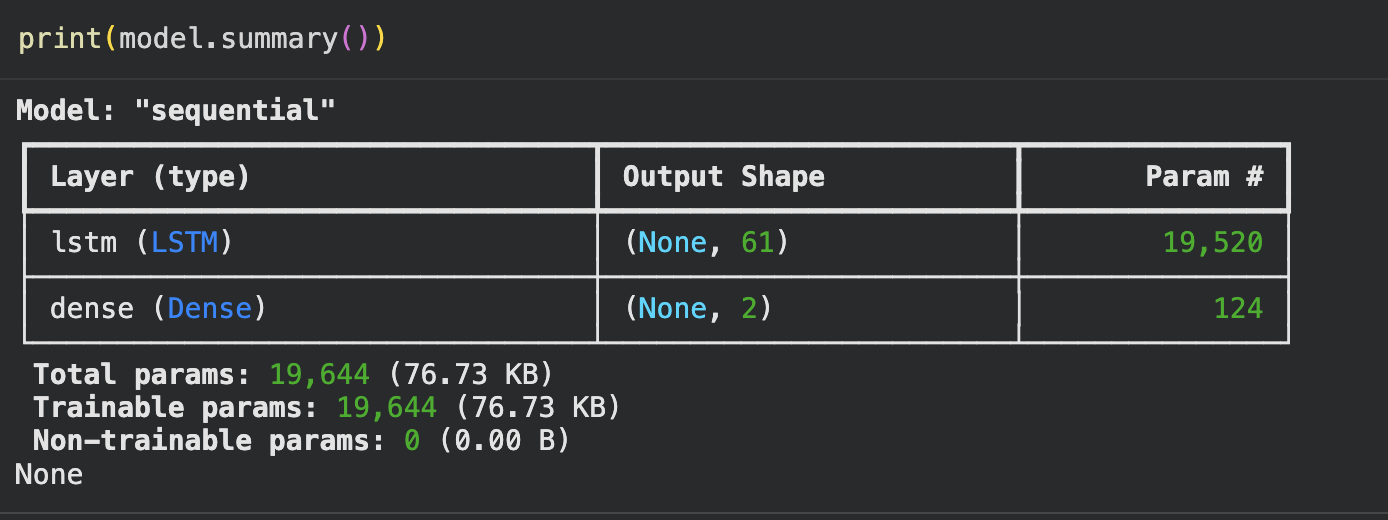 print(model.summary())
Model: "sequential"
Layer (type) Output Shape Param #
lstm (LSTM) (None, 61) 19,520
dense (Dense) (None, 2) 124
Total params: 19,644 (76.73 KB)
Trainable params: 19,644 (76.73 KB)
Non-trainable params: 0 (0.00 B)
None